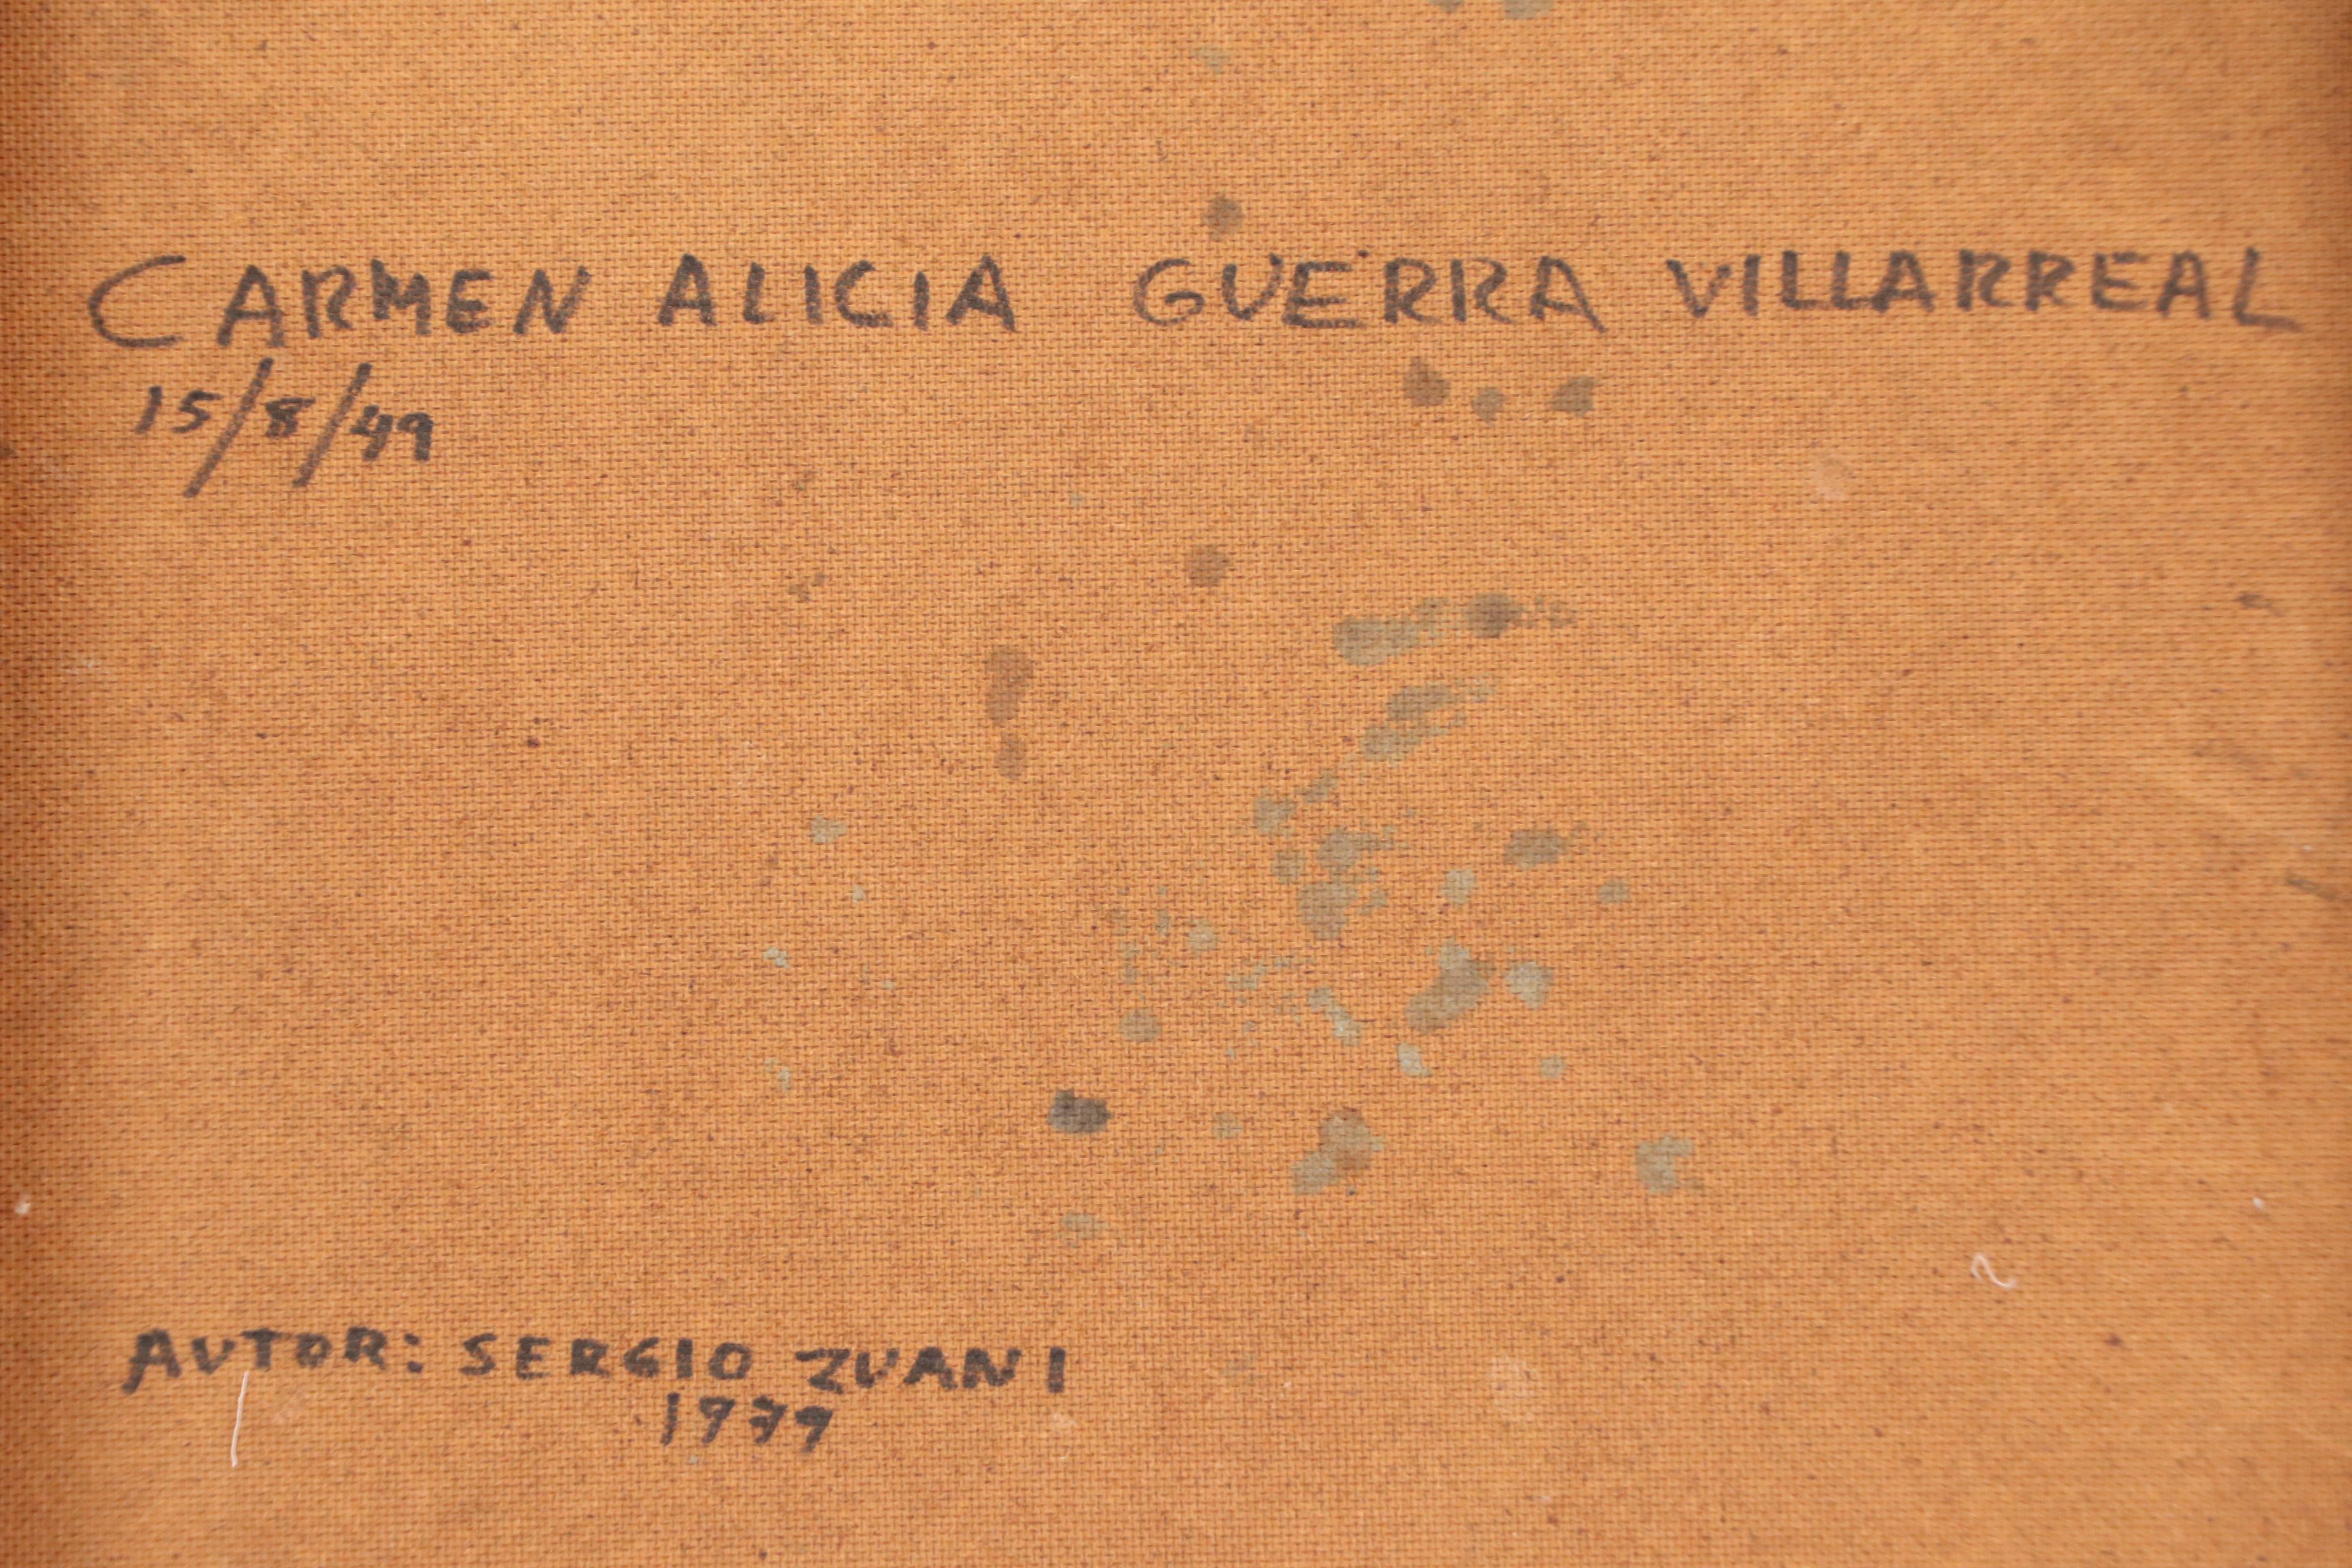 CARMEN ALICIA GUERRA VILLARREAL
15/8/49
AUTOR: SERGIO ZUANI
1979